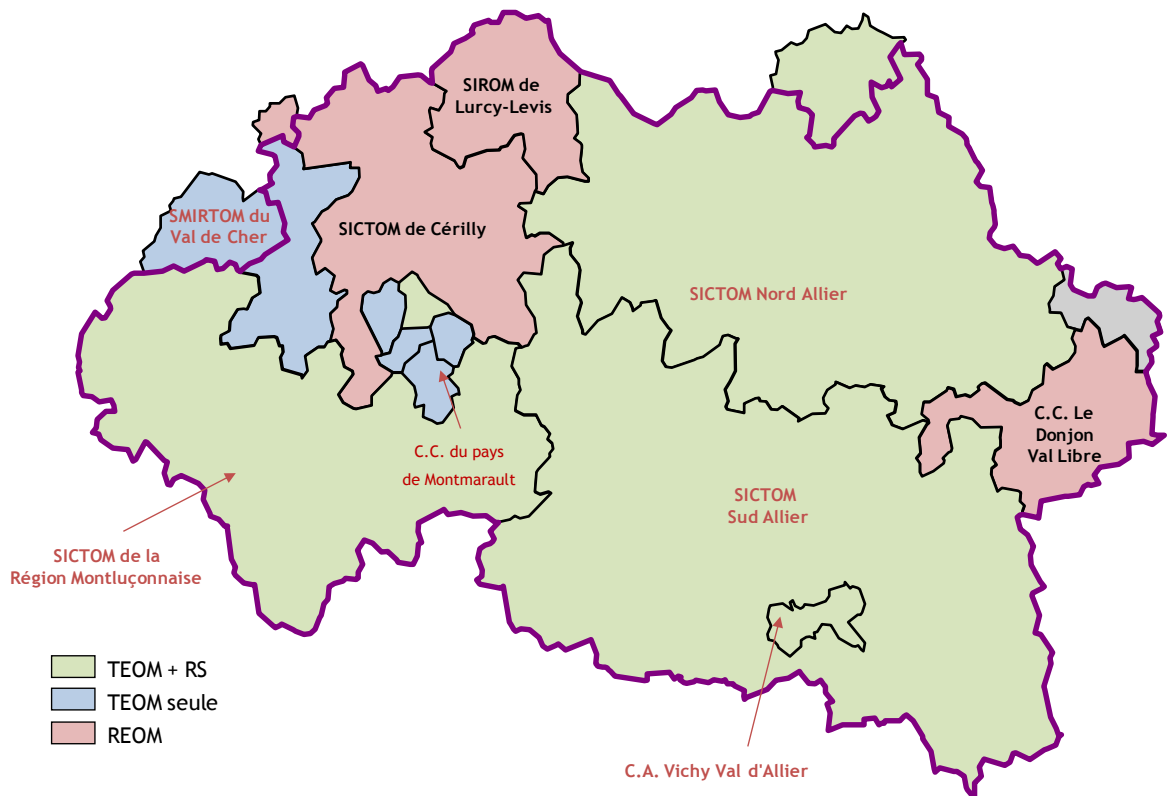 SIROM de
Lurcy-Levis
SMIRTOM du
Val de Cher
SICTOM de Cérilly
SICTOM Nord Allier
C.C. Le
Donjon
Val Libre
C.C. du pays
de Montmarault
SICTOM
Sud Allier
SICTOM de la
Région Montluçonnaise
TEOM + RS
TEOM seule
REOM
C.A. Vichy Val d'Allier